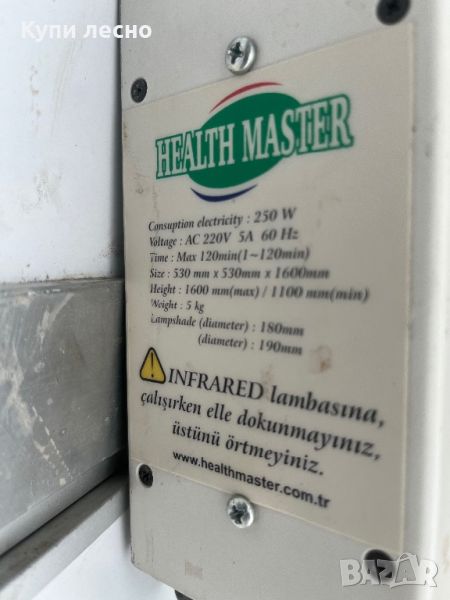 Купи лесно
HEALTH MASTER
Consuption electricity : 250 W
Voltage : AC 220V 5A 60 Hz
Time : Max 120min(1~120min)
Size : 530 mm x 530mm x 1600mm
Height : 1600 mm(max) / 1100 mm(min)
Weight : 5 kg
Lampshade (diameter) : 180mm
(diameter) : 190mm
INFRARED lambasına,
çalışırken elle dokunmayınız,
üstünü örtmeyiniz.
www.healthmaster.com.tr
BAZAR